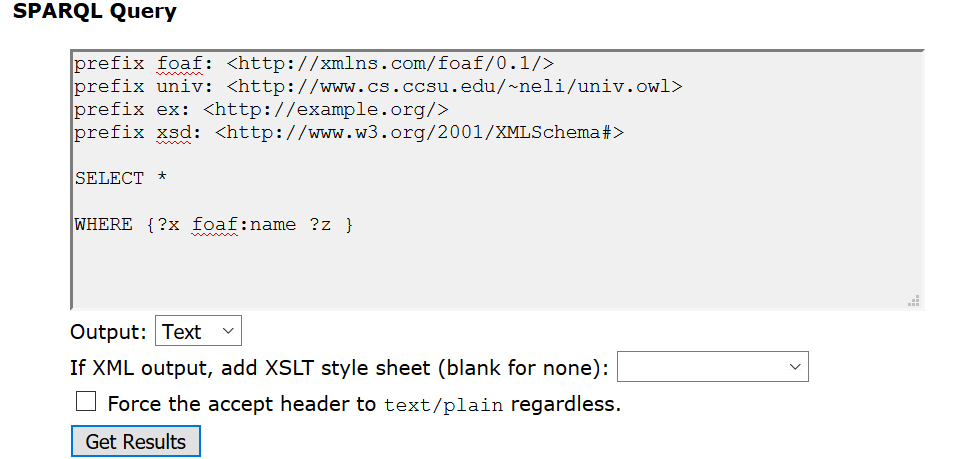 SPARQL Query
prefix foaf: <http://xmlns.com/foaf/0.1/>
prefix univ: <http://www.cs.ccsu.edu/~neli/univ.owl>
prefix ex: <http://example.org/>
prefix xsd: <http://www.w3.org/2001/XMLSchema#>
SELECT *
WHERE {?x foaf:name ?z }
Output: Text
If XML output, add XSLT style sheet (blank for none):
Force the accept header to text/plain regardless.
Get Results